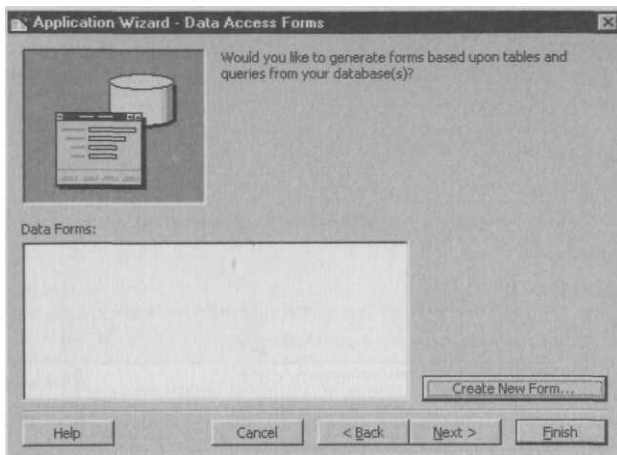 Application Wizard - Data Access Forms
Would you like to generate forms based upon tables and
queries from your database(s)?
Data Forms:
Create New Form...
Help
Cancel
< Back
Next >
Finish